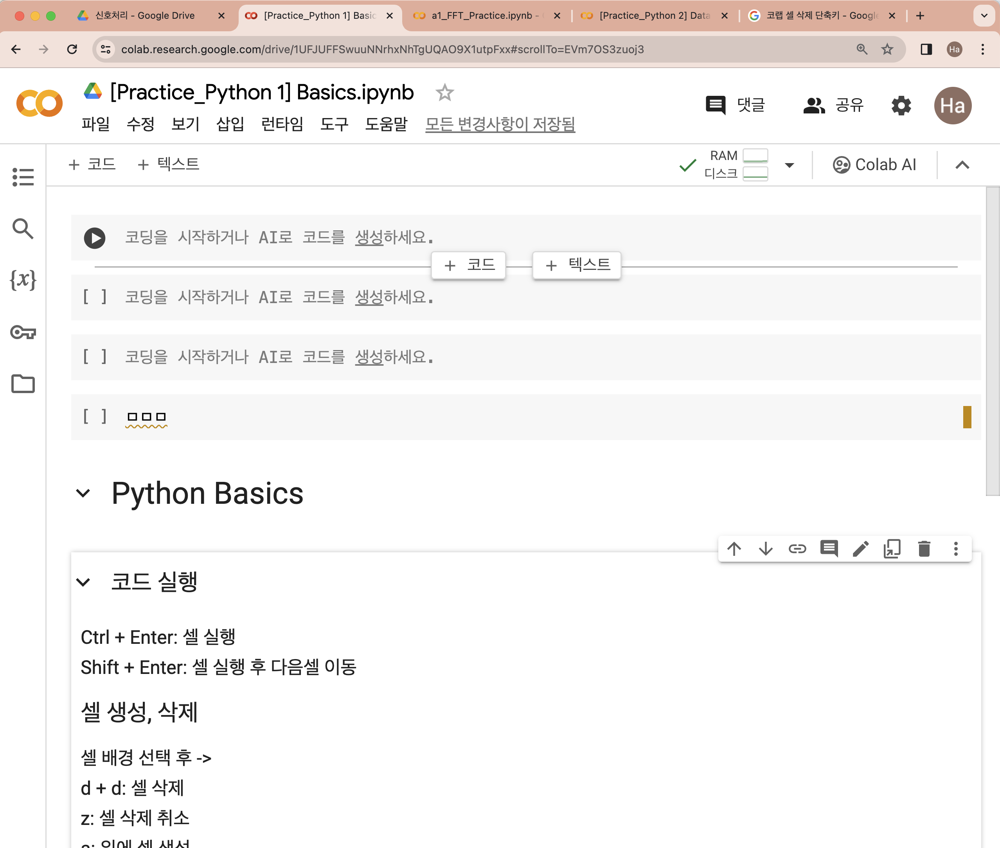 신호처리 - Google Drive
[Practice_Python 1] Basic
a1_FFT_Practice.ipynb -
[Practice_Python 2] Data
코랩 셀 삭제 단축키 - Google
colab.research.google.com/drive/1UFJUFFSwuuNNrhxNhTgUQAO9X1utpFxx#scrollTo=EVm7OS3zuoj3
Ha
[Practice_Python 1] Basics.ipynb
댓글
공유
Ha
파일 수정 보기 삽입 런타임 도구 도움말 모든 변경사항이 저장됨
+ 코드 + 텍스트
RAM
디스크
Colab AI
{x}
코딩을 시작하거나 AI로 코드를 생성하세요.
+ 코드 + 텍스트
[ ] 코딩을 시작하거나 AI로 코드를 생성하세요.
[ ] 코딩을 시작하거나 AI로 코드를 생성하세요.
[ ] ㅁㅁㅁ
Python Basics
코드 실행
Ctrl + Enter: 셀 실행
Shift + Enter: 셀 실행 후 다음셀 이동
셀 생성, 삭제
셀 배경 선택 후 ->
d + d: 셀 삭제
z: 셀 삭제 취소
a: 위에 셀 생성